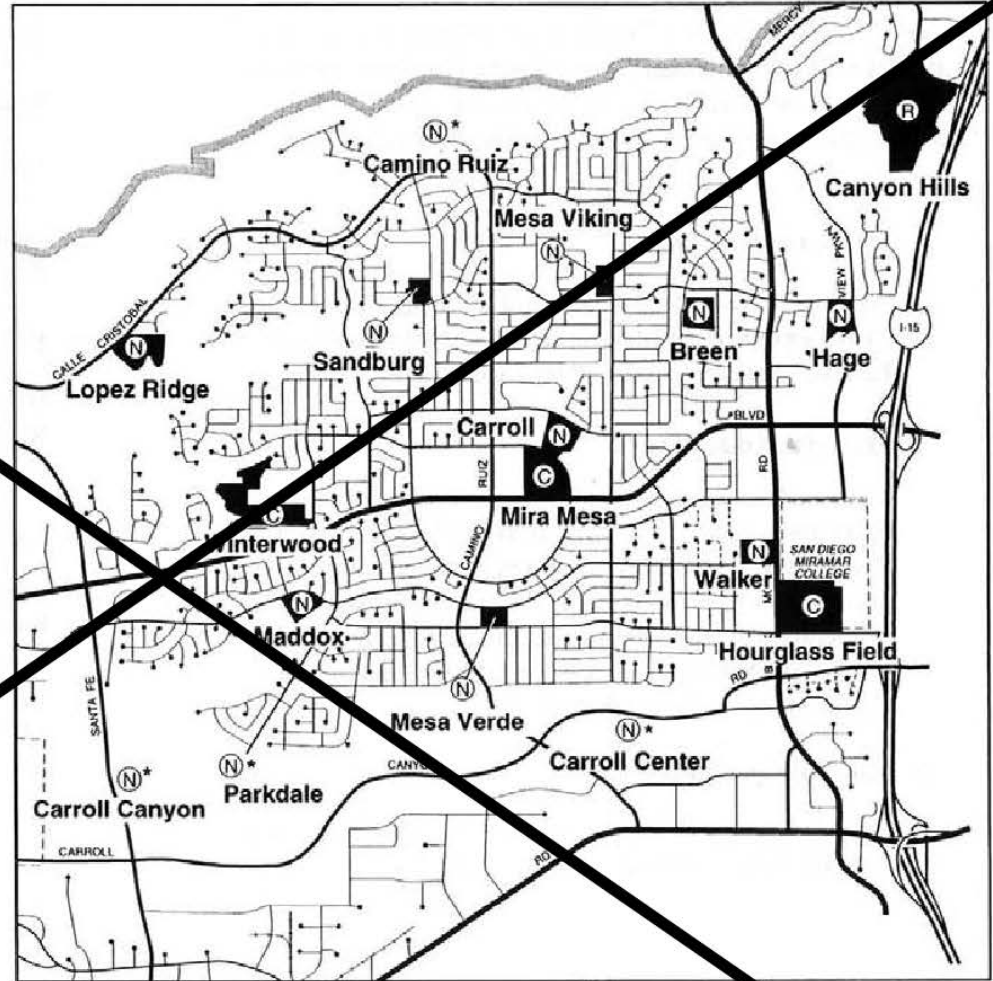 MERCY
R
N*
Camino Ruiz
Canyon Hills
Mesa Viking
N
PKWY
VIEW
CALLE CRISTOBAL
N
N
I-15
N
Breen
Hage
N
Sandburg
Lopez Ridge
BLVD
Carroll
N
RUIZ
C
RD
Mira Mesa
C
Winterwood
CAMINO
N
Walker
SAN DIEGO
MIRAMAR
COLLEGE
N
C
Maddox
Hourglass Field
RD
N
SANTA FE
Mesa Verde
N*
Carroll Center
N*
Carroll Canyon
N*
Parkdale
CARROLL
RD